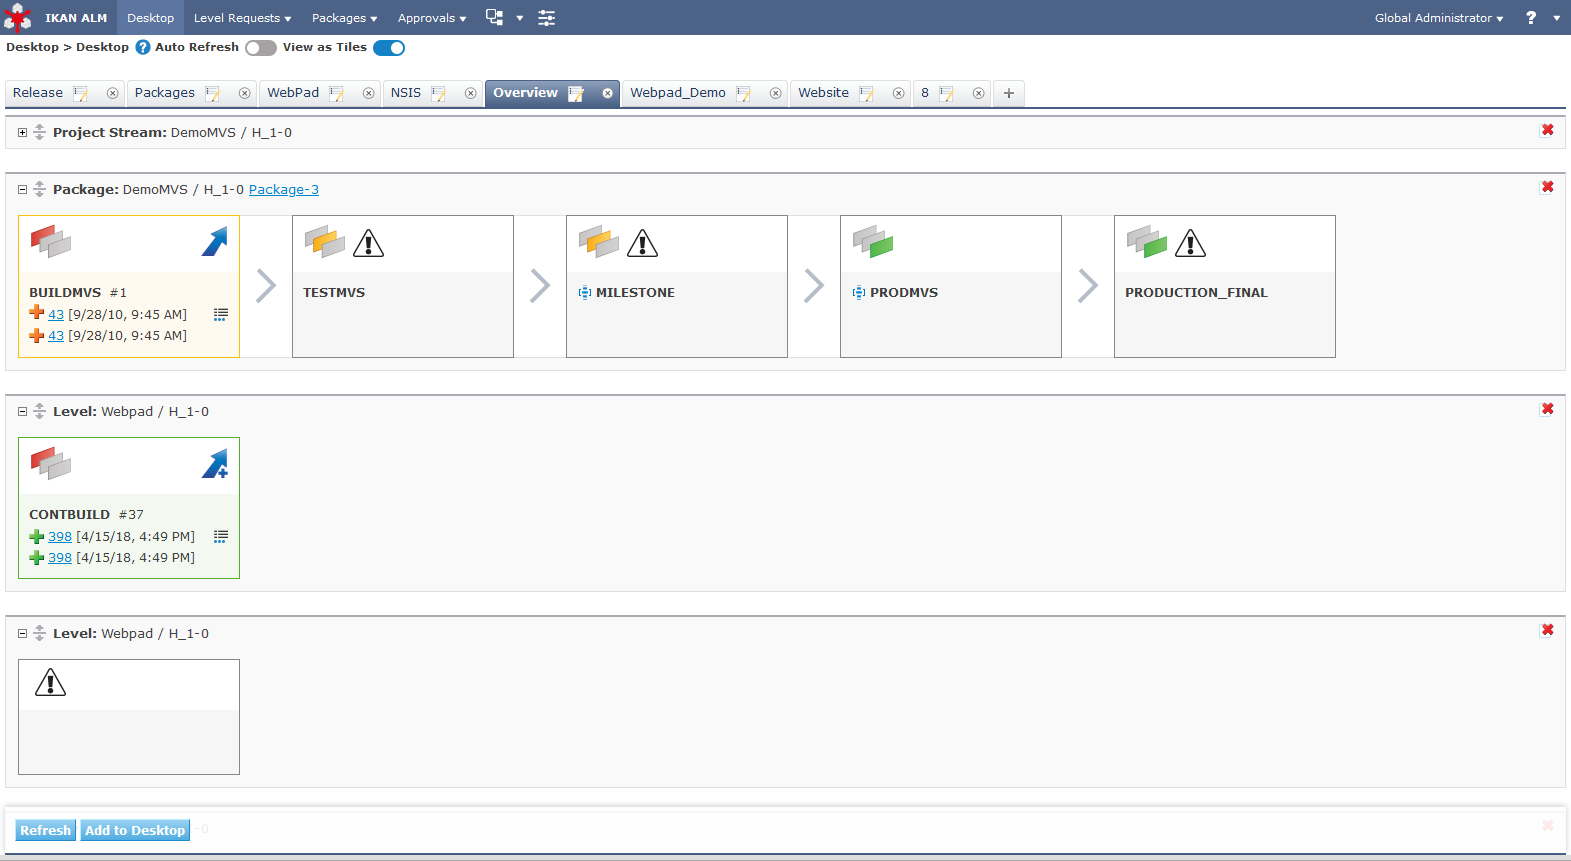 IKAN ALM Desktop Level Requests Packages Approvals Global Administrator ?
Desktop > Desktop ? Auto Refresh View as Tiles
Release Packages WebPad NSIS Overview Webpad_Demo Website 8 +
Project Stream: DemoMVS / H_1-0
Package: DemoMVS / H_1-0 Package-3
BUILDMVS #1
43 [9/28/10, 9:45 AM]
43 [9/28/10, 9:45 AM]
TESTMVS
MILESTONE
PRODMVS
PRODUCTION_FINAL
Level: Webpad / H_1-0
CONTBUILD #37
398 [4/15/18, 4:49 PM]
398 [4/15/18, 4:49 PM]
Level: Webpad / H_1-0
Refresh Add to Desktop -0